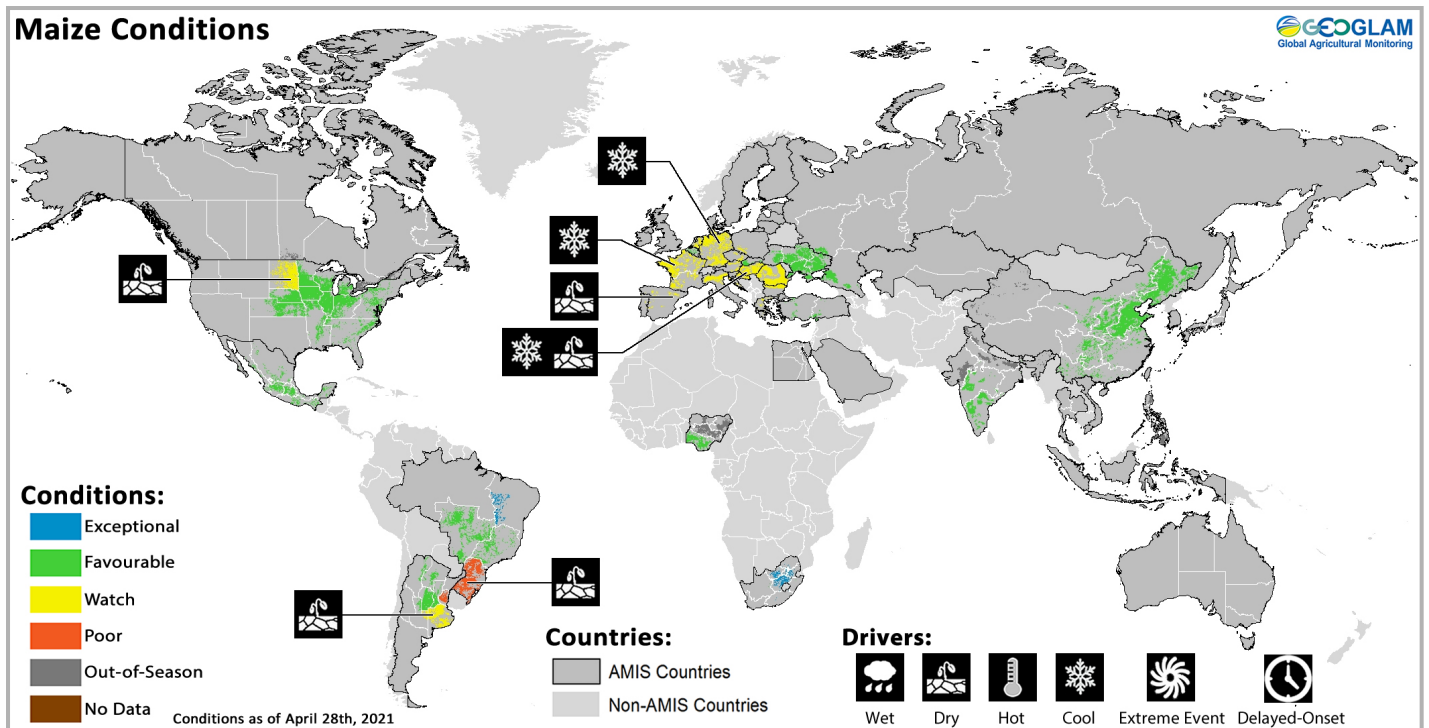 Maize Conditions
GEOGLAM
Global Agricultural Monitoring
Conditions:
Exceptional
Favourable
Watch
Poor
Out-of-Season
No Data
Conditions as of April 28th, 2021
Countries:
AMIS Countries
Non-AMIS Countries
Drivers:
Wet
Dry
Hot
Cool
Extreme Event
Delayed-Onset